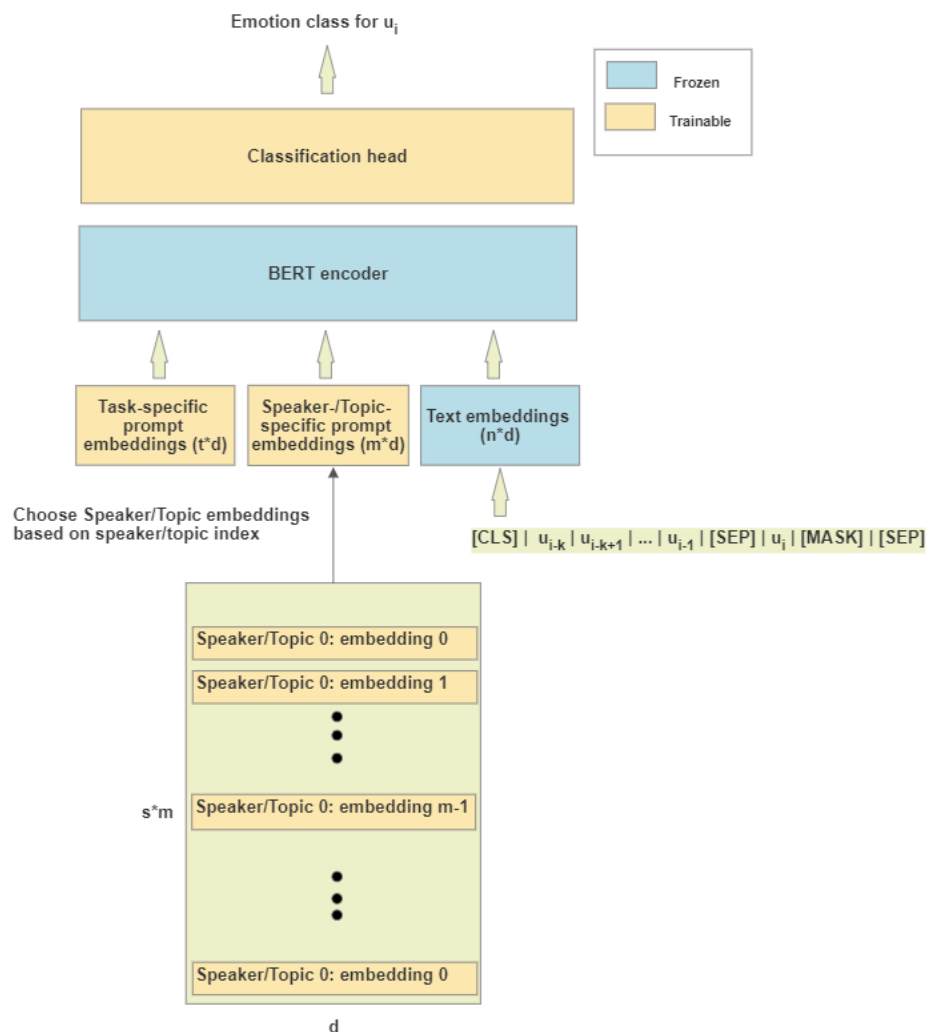 Emotion class for u_i
Frozen
Trainable
Classification head
BERT encoder
Task-specific
prompt
embeddings (t*d)
Speaker-/Topic-
specific prompt
embeddings (m*d)
Text embeddings
(n*d)
Choose Speaker/Topic embeddings
based on speaker/topic index
[CLS] | u_i-k | u_i-k+1 | ... | u_i-1 | [SEP] | u_i | [MASK] | [SEP]
Speaker/Topic 0: embedding 0
Speaker/Topic 0: embedding 1
s*m
Speaker/Topic 0: embedding m-1
Speaker/Topic 0: embedding 0
d